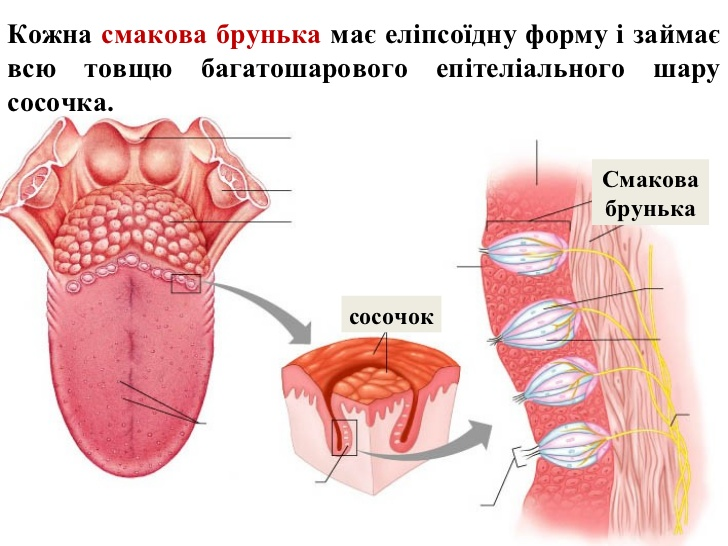 Кожна смакова брунька має еліпсоїдну форму і займає
всю товщю багатошарового епітеліального шару
сосочка.
Смакова
брунька
сосочок